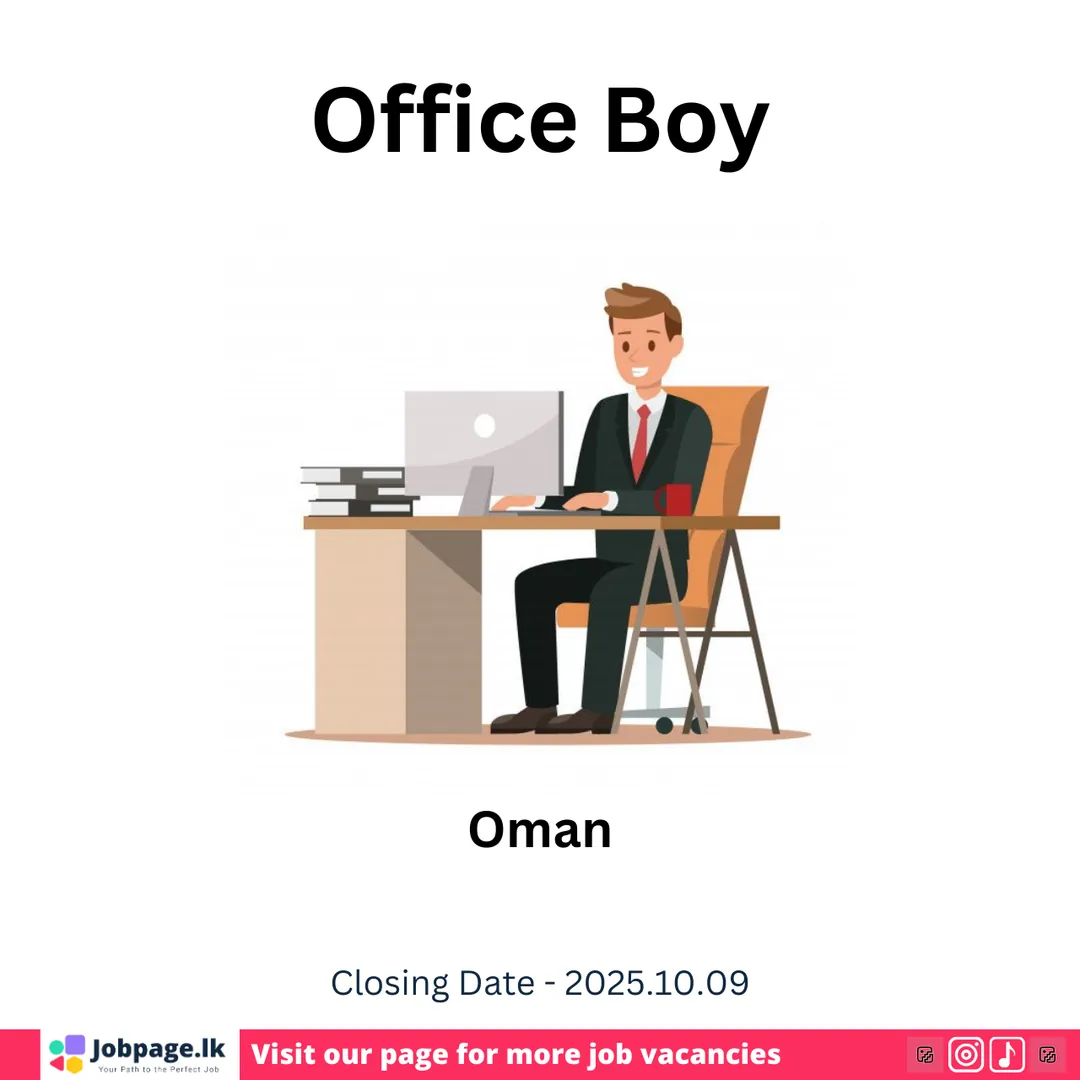 Office Boy
Oman
Closing Date - 2025.10.09
Jobpage.lk
Your Path to the Perfect Job
Visit our page for more job vacancies